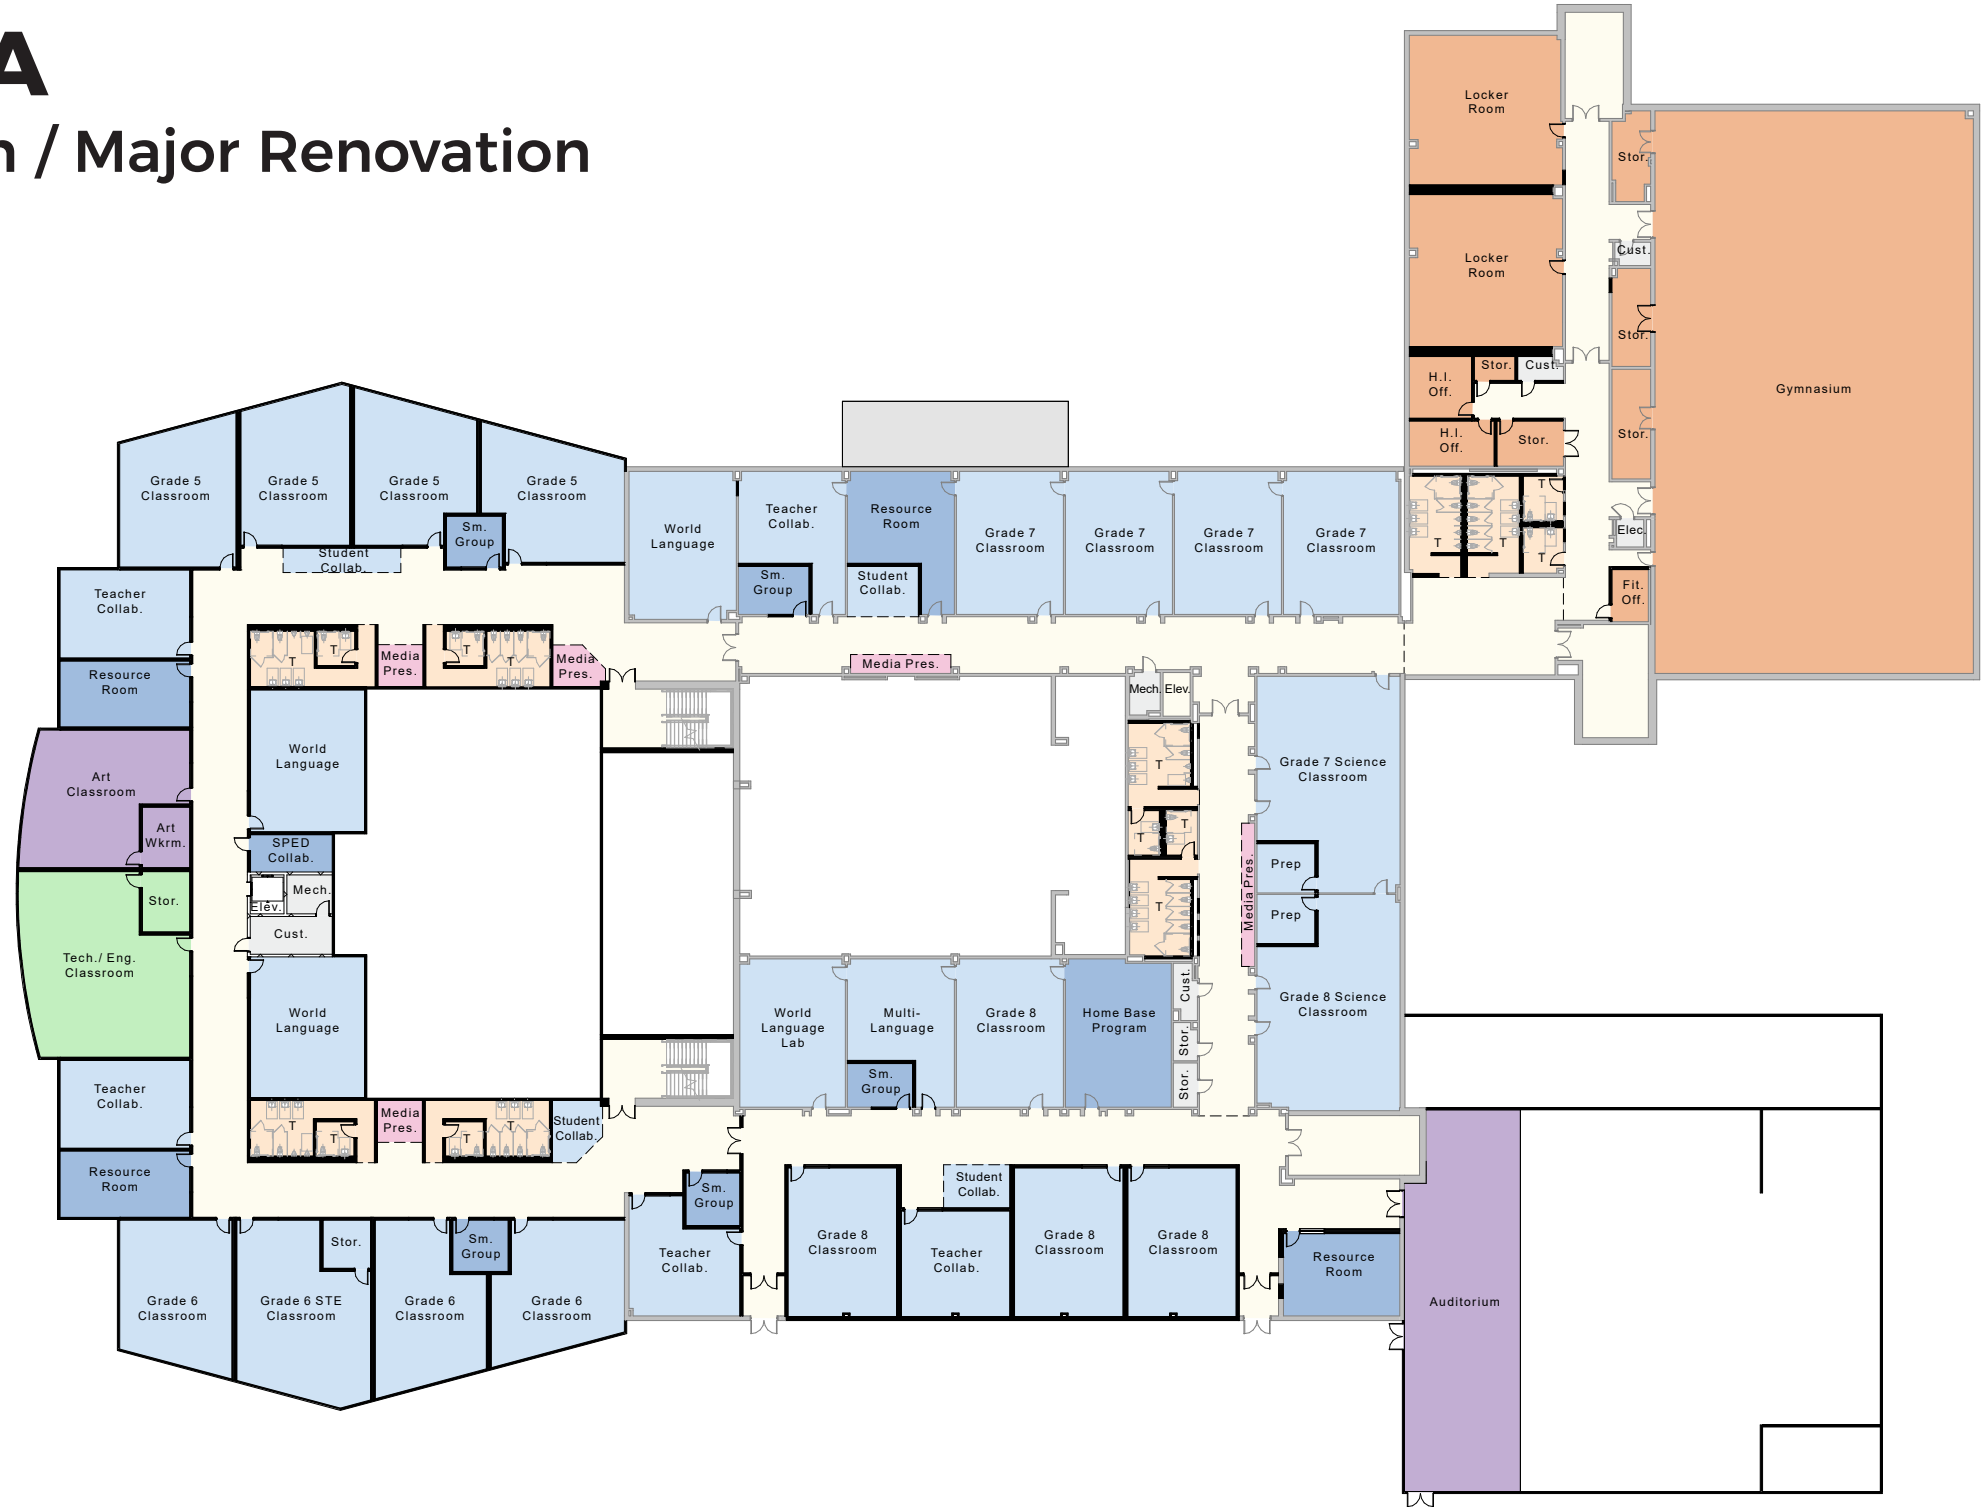 A
n / Major Renovation
Locker
Room
Stor.
Locker
Room
Cust.
Stor.
H.I.
Off.
Stor.
Cust.
Gymnasium
H.I.
Off.
Stor.
Stor.
T
T
T
T
Elec.
Fit.
Off.
Grade 5
Classroom
Grade 5
Classroom
Grade 5
Classroom
Grade 5
Classroom
Sm.
Group
Student
Collab.
World
Language
Teacher
Collab.
Sm.
Group
Resource
Room
Student
Collab.
Grade 7
Classroom
Grade 7
Classroom
Grade 7
Classroom
Grade 7
Classroom
Teacher
Collab.
Resource
Room
T
T
Media
Pres.
T
T
Media
Pres.
Media Pres.
Mech.
Elev.
Art
Classroom
Art
Wkrm.
World
Language
SPED
Collab.
Mech.
Elev.
Cust.
Stor.
Tech./ Eng.
Classroom
World
Language
T
T
T
T
Grade 7 Science
Classroom
Prep
Prep
Media Pres.
Grade 8 Science
Classroom
World
Language
Lab
Multi-
Language
Sm.
Group
Grade 8
Classroom
Home Base
Program
Cust.
Stor.
Stor.
Teacher
Collab.
Resource
Room
T
T
Media
Pres.
T
T
Student
Collab.
Sm.
Group
Teacher
Collab.
Grade 8
Classroom
Student
Collab.
Teacher
Collab.
Grade 8
Classroom
Grade 8
Classroom
Resource
Room
Auditorium
Grade 6
Classroom
Stor.
Grade 6 STE
Classroom
Grade 6
Classroom
Sm.
Group
Grade 6
Classroom